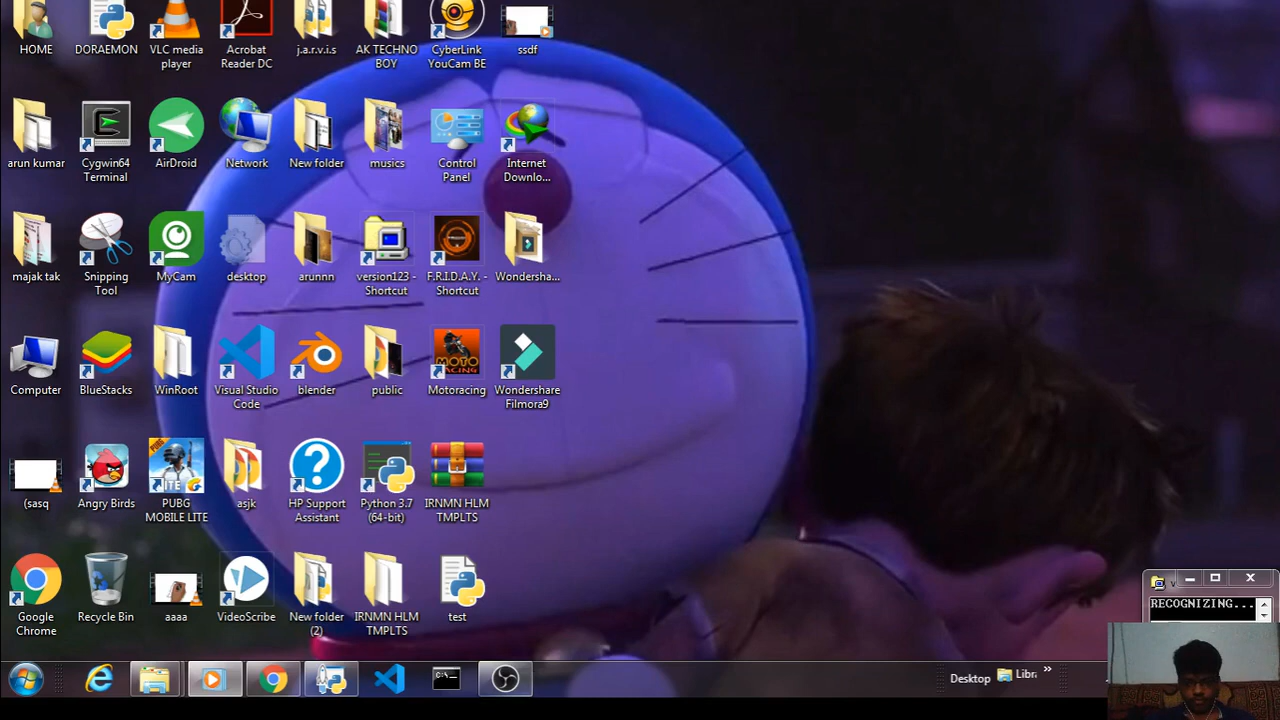 HOME
DORAEMON
VLC media
player
Acrobat
Reader DC
j.a.r.v.i.s
AK TECHNO
BOY
CyberLink
YouCam BE
ssdf
arun kumar
Cygwin64
Terminal
AirDroid
Network
New folder
musics
Control
Panel
Internet
Downlo...
majak tak
Snipping
Tool
MyCam
desktop
arunnn
version123 -
Shortcut
F.R.I.D.A.Y. -
Shortcut
Wondersha...
Computer
BlueStacks
WinRoot
Visual Studio
Code
blender
public
MOTO
RACING
Motoracing
Wondershare
Filmora9
(sasq
Angry Birds
PUBG
LITE
PUBG
MOBILE LITE
asjk
HP Support
Assistant
Python 3.7
(64-bit)
IRNMN HLM
TMPLTS
Google
Chrome
Recycle Bin
aaaa
VideoScribe
New folder
(2)
IRNMN HLM
TMPLTS
test
RECOGNIZING...
Desktop
Libr